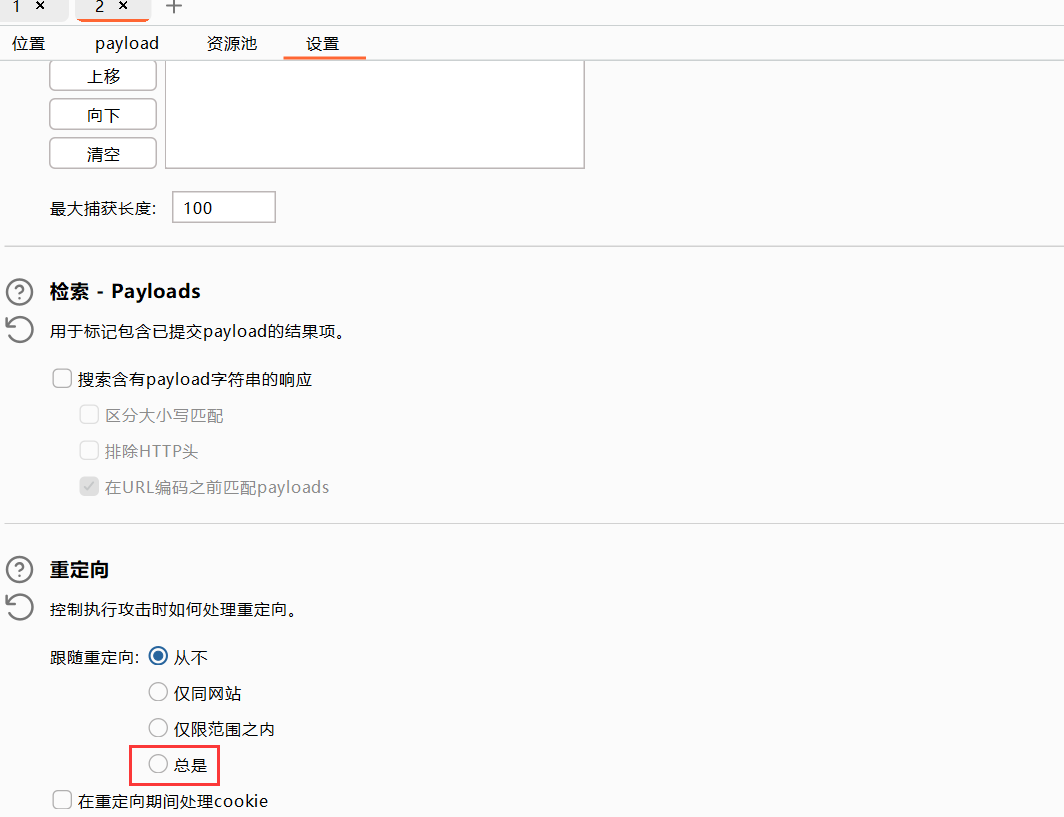 1 × 2 × +
位置 payload 资源池 设置
上移
向下
清空
最大捕获长度: 100
检索 - Payloads
用于标记包含已提交payload的结果项。
搜索含有payload字符串的响应
区分大小写匹配
排除HTTP头
在URL编码之前匹配payloads
重定向
控制执行攻击时如何处理重定向。
跟随重定向: 从不
仅同网站
仅限范围之内
总是
在重定向期间处理cookie